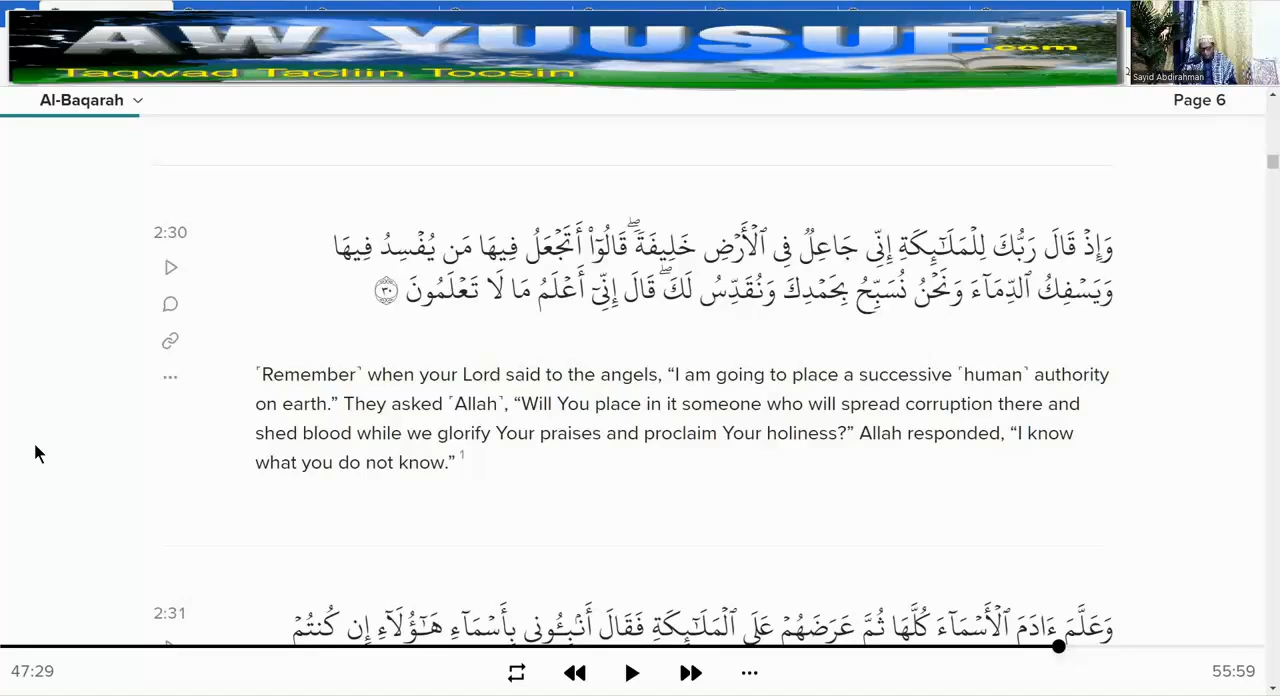 AW YUUSUF.com
Taqwad Tacliin Toosin
Sayid Abdirahman
Al-Baqarah
Page 6
2:30
وَإِذْ قَالَ رَبُّكَ لِلْمَلَـٰٓئِكَةِ إِنِّى جَاعِلٌ فِى ٱلْأَرْضِ خَلِيفَةً ۖ قَالُوٓا۟ أَتَجْعَلُ فِيهَا مَن يُفْسِدُ فِيهَا
وَيَسْفِكُ ٱلدِّمَآءَ وَنَحْنُ نُسَبِّحُ بِحَمْدِكَ وَنُقَدِّسُ لَكَ ۖ قَالَ إِنِّىٓ أَعْلَمُ مَا لَا تَعْلَمُونَ ٣٠
˹Remember˺ when your Lord said to the angels, “I am going to place a successive ˹human˺ authority
on earth.” They asked ˹Allah˺, “Will You place in it someone who will spread corruption there and
shed blood while we glorify Your praises and proclaim Your holiness?” Allah responded, “I know
what you do not know.” 1
2:31
وَعَلَّمَ ءَادَمَ ٱلْأَسْمَآءَ كُلَّهَا ثُمَّ عَرَضَهُمْ عَلَى ٱلْمَلَـٰٓئِكَةِ فَقَالَ أَنۢبِـُٔونِى بِأَسْمَآءِ هَـٰٓؤُلَآءِ إِن كُنتُمْ
47:29
55:59